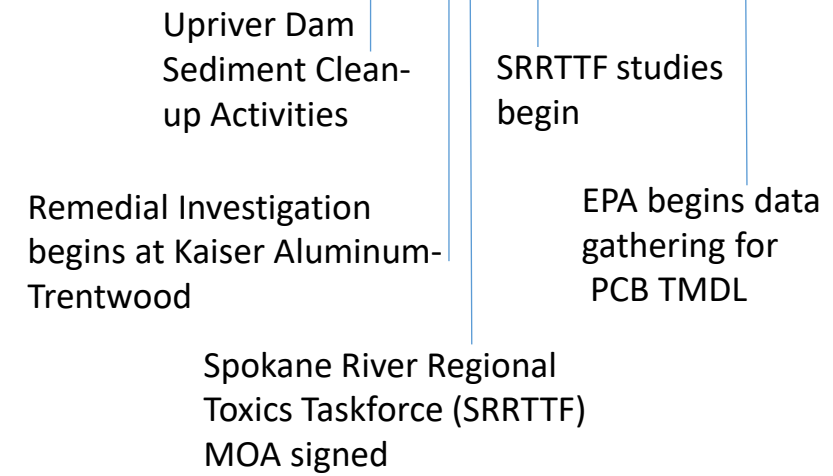 Upriver Dam
Sediment Clean-
up Activities
SRRTTF studies
begin
Remedial Investigation
begins at Kaiser Aluminum-
Trentwood
EPA begins data
gathering for
PCB TMDL
Spokane River Regional
Toxics Taskforce (SRRTTF)
MOA signed